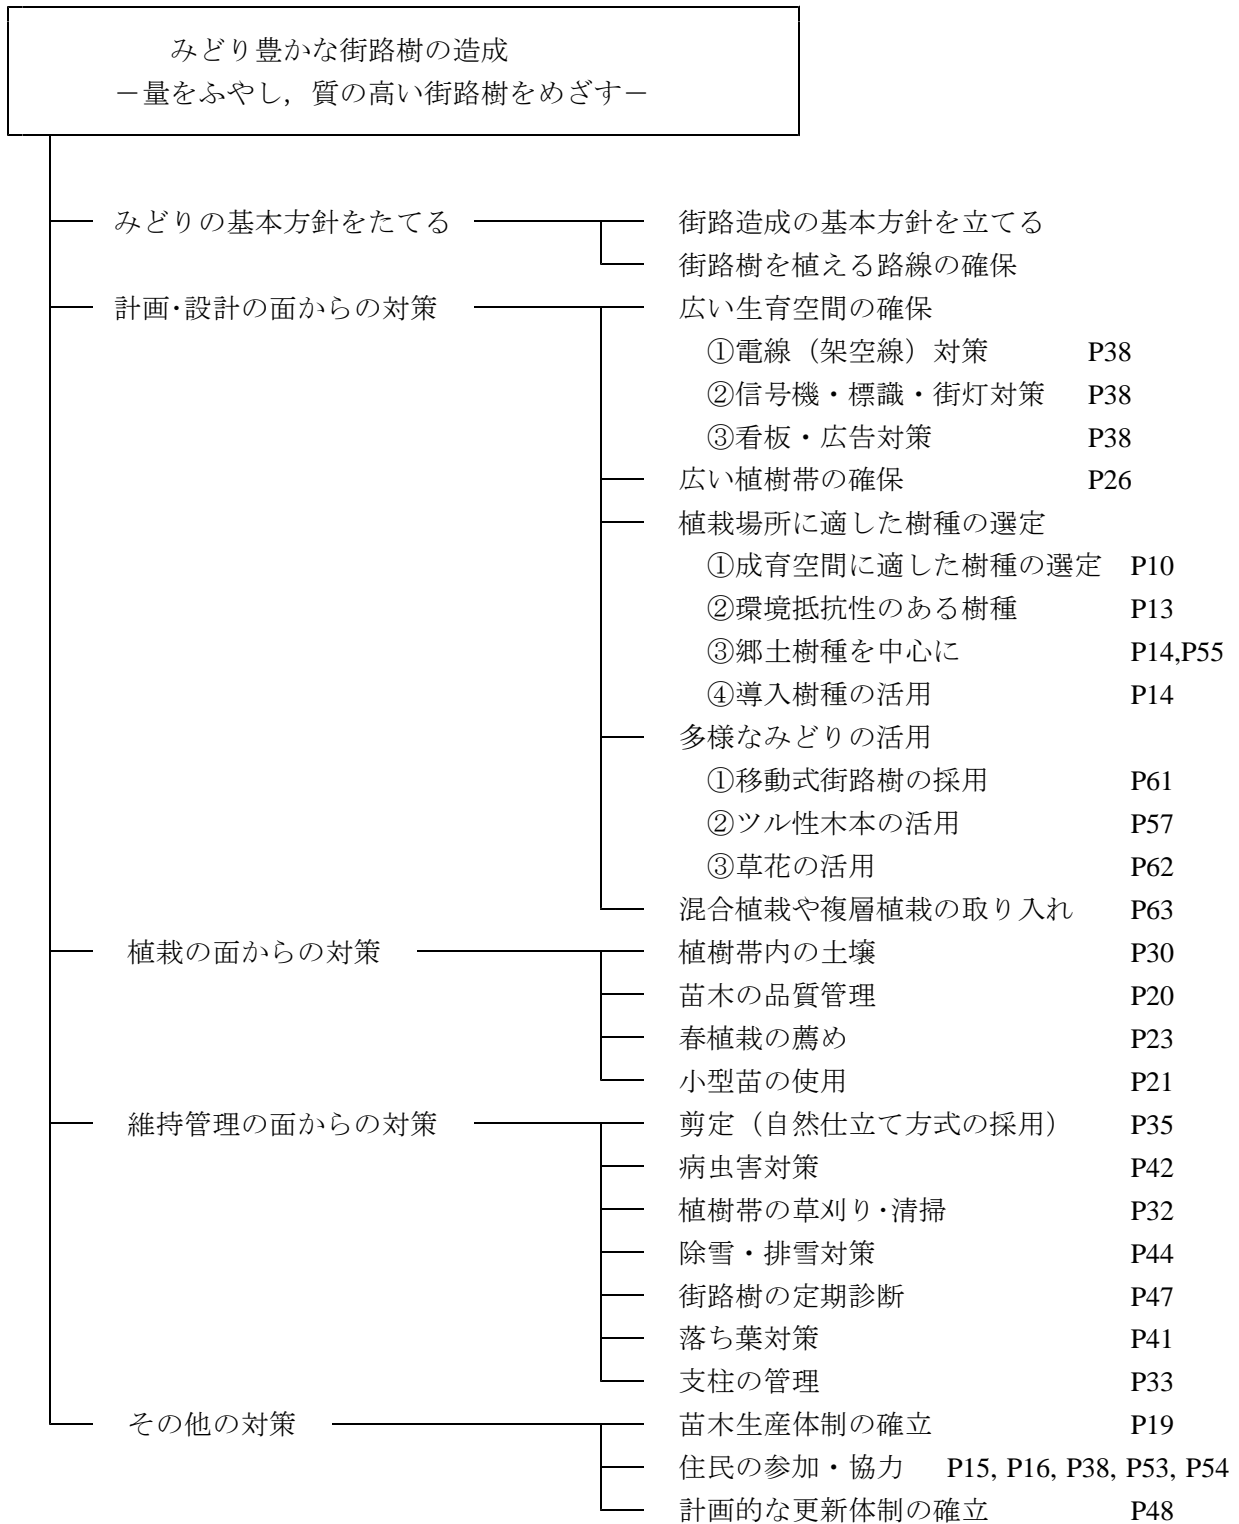 みどり豊かな街路樹の造成
－量をふやし，質の高い街路樹をめざす－
みどりの基本方針をたてる 街路造成の基本方針を立てる
街路樹を植える路線の確保
計画･設計の面からの対策 広い生育空間の確保
①電線（架空線）対策 P38
②信号機・標識・街灯対策 P38
③看板・広告対策 P38
広い植樹帯の確保 P26
植栽場所に適した樹種の選定
①成育空間に適した樹種の選定 P10
②環境抵抗性のある樹種 P13
③郷土樹種を中心に P14,P55
④導入樹種の活用 P14
多様なみどりの活用
①移動式街路樹の採用 P61
②ツル性木本の活用 P57
③草花の活用 P62
混合植栽や複層植栽の取り入れ P63
植栽の面からの対策 植樹帯内の土壌 P30
苗木の品質管理 P20
春植栽の薦め P23
小型苗の使用 P21
維持管理の面からの対策 剪定（自然仕立て方式の採用） P35
病虫害対策 P42
植樹帯の草刈り･清掃 P32
除雪・排雪対策 P44
街路樹の定期診断 P47
落ち葉対策 P41
支柱の管理 P33
その他の対策 苗木生産体制の確立 P19
住民の参加・協力 P15, P16, P38, P53, P54
計画的な更新体制の確立 P48